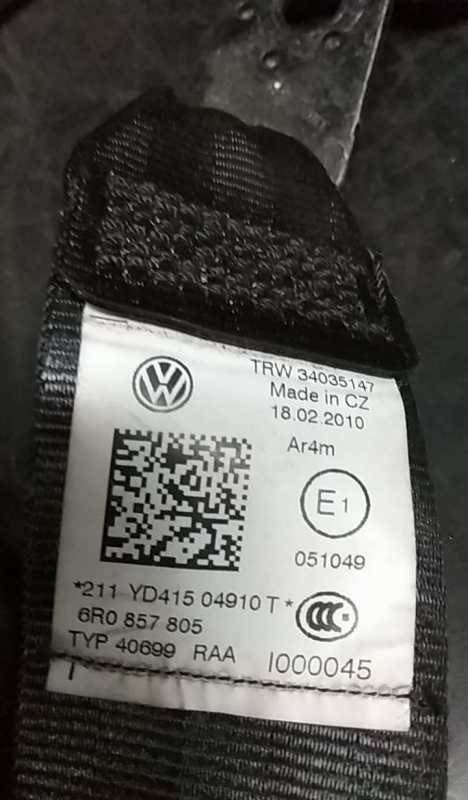 TRW 34035147
Made in CZ
18.02.2010
Ar4m
E1
051049
*211 YD415 04910 T*
6R0 857 805
TYP 40699 RAA
I000045